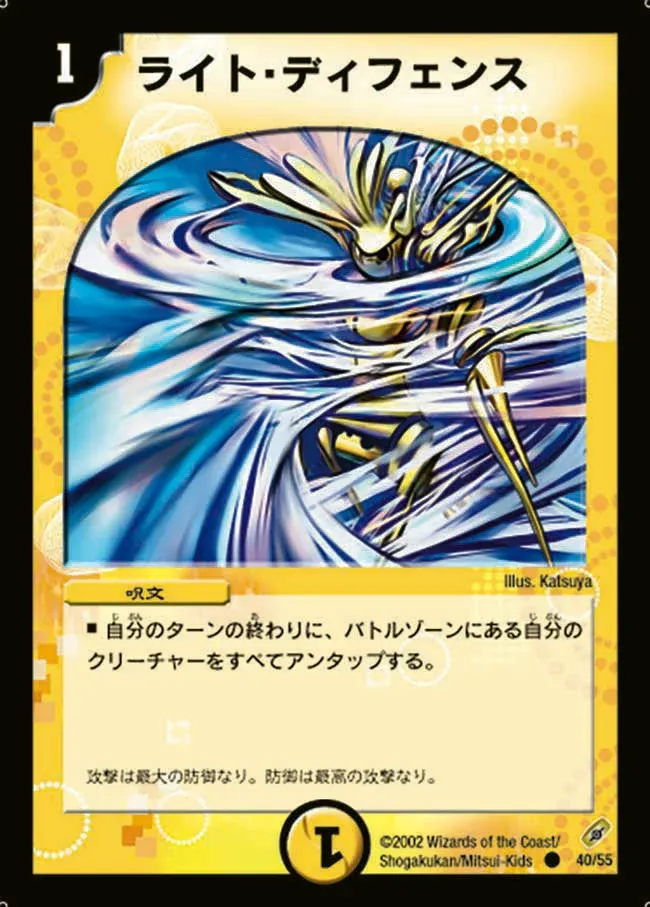 1
ライト・ディフェンス
Illus. Katsuya
呪文
■自分のターンの終わりに、バトルゾーンにある自分の
クリーチャーをすべてアンタップする。
攻撃は最大の防御なり。防御は最高の攻撃なり。
1
©2002 Wizards of the Coast/
Shogakukan/Mitsui-Kids ● 40/55